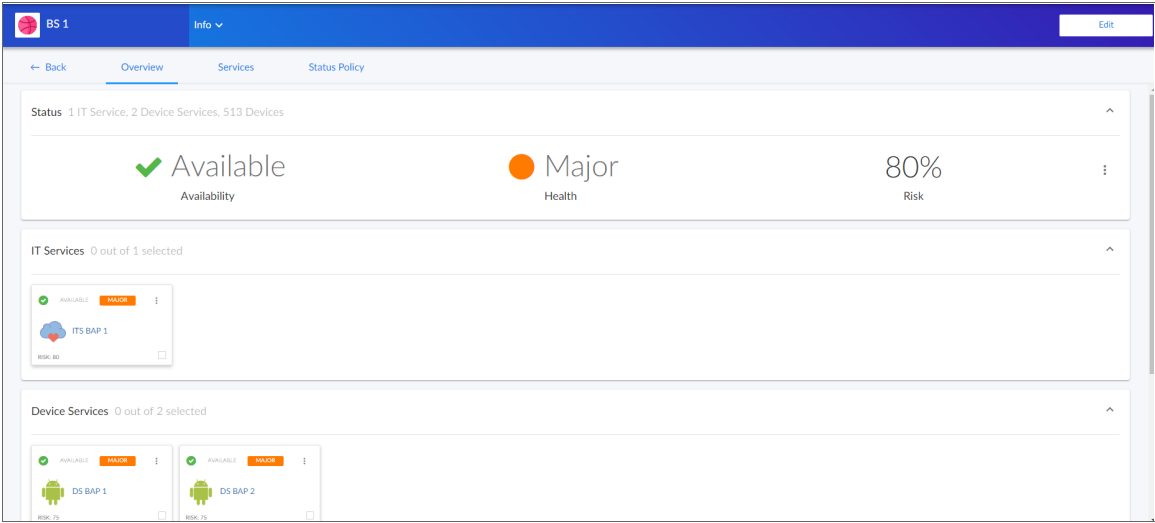 BS 1
Info
Edit
← Back Overview Services Status Policy
Status 1 IT Service, 2 Device Services, 513 Devices
Available Major 80%
Availability Health Risk
IT Services 0 out of 1 selected
AVAILABLE MAJOR
ITS BAP 1
RISK: 80
Device Services 0 out of 2 selected
AVAILABLE MAJOR AVAILABLE MAJOR
DS BAP 1 DS BAP 2
RISK: 75 RISK: 75